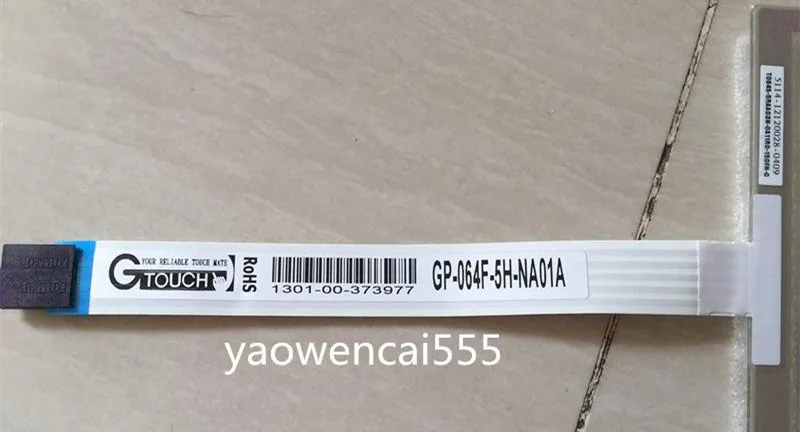 YOUR RELIABLE TOUCH MATE
GTOUCH
RoHS
1301-00-373977
GP-064F-5H-NA01A
5114-12120028-0409
yaowencai555